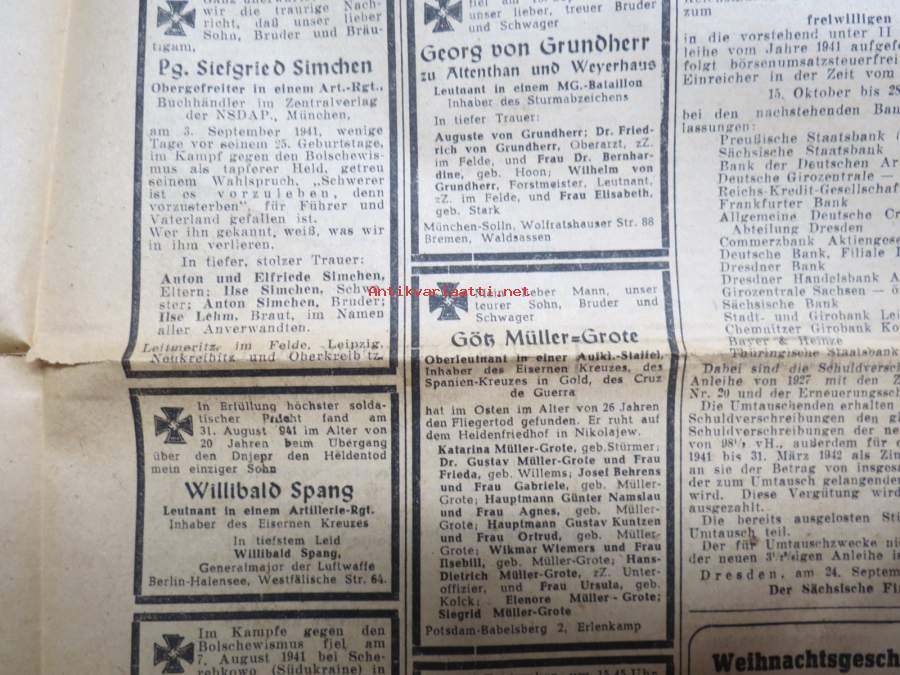 wir die traurige Nach-
richt, daß unser lieber
Sohn, Bruder und Bräu-
tigam,
Pg. Siefgried Simchen
Obergefreiter in einem Art.-Rgt.,
Buchhändler im Zentralverlag
der NSDAP., München,
am 3. September 1941, wenige
Tage vor seinem 25. Geburtstage,
im Kampf gegen den Bolschewis-
mus als tapferer Held, getreu
seinem Wahlspruch, „Schwerer
ist es vorzuleben, denn
vorzusterben", für Führer und
Vaterland gefallen ist.
Wer ihn gekannt, weiß, was wir
in ihm verlieren.
In tiefer, stolzer Trauer:
Anton und Elfriede Simchen,
Eltern; Ilse Simchen, Schwe-
ster; Anton Simchen, Bruder;
Ilse Lehm, Braut, im Namen
aller Anverwandten.
Leitmeritz, im Felde, Leipzig,
Neukreibitz und Oberkreibitz.
In Erfüllung höchster solda-
tischer Pflicht fand am
31. August 941 im Alter von
20 Jahren beim Übergang
über den Dnjepr den Heldentod
mein einziger Sohn
Willibald Spang
Leutnant in einem Artillerie-Rgt.
Inhaber des Eisernen Kreuzes
In tiefstem Leid
Willibald Spang,
Generalmajor der Luftwaffe
Berlin-Halensee, Westfälische Str. 64.
Im Kampfe gegen den
Bolschewismus fiel am
7. August 1941 bei Sche-
rebkowo (Südukraine) in
unser lieber, treuer Bruder
und Schwager
Georg von Grundherr
zu Altenthan und Weyerhaus
Leutnant in einem MG.-Bataillon
Inhaber des Sturmabzeichens
In tiefer Trauer:
Auguste von Grundherr; Dr. Fried-
rich von Grundherr, Oberarzt, zZ.
im Felde, und Frau Dr. Bernhar-
dine, geb. Hoon; Wilhelm von
Grundherr, Forstmeister, Leutnant,
zZ. im Felde, und Frau Elisabeth,
geb. Stark
München-Solln, Wolfratshauser Str. 88
Bremen, Waldsassen
Antikvariaatti.net
lieber Mann, unser
teurer Sohn, Bruder und
Schwager
Götz Müller=Grote
Oberleutnant in einer Aufkl.-Staffel,
Inhaber des Eisernen Kreuzes, des
Spanien-Kreuzes in Gold, des Cruz
de Guerra
hat im Osten im Alter von 26 Jahren
den Fliegertod gefunden. Er ruht auf
dem Heldenfriedhof in Nikolajew.
Katarina Müller-Grote, geb. Stürmer;
Dr. Gustav Müller-Grote und Frau
Frieda, geb. Willems; Josef Behrens
und Frau Gabriele, geb. Müller-
Grote; Hauptmann Günter Namslau
und Frau Agnes, geb. Müller-
Grote; Hauptmann Gustav Kuntzen
und Frau Ortrud, geb. Müller-
Grote; Wikmar Wiemers und Frau
Ilsebill, geb. Müller-Grote; Hans-
Dietrich Müller-Grote, zZ. Unter-
offizier, und Frau Ursula, geb.
Kolck; Elenore Müller-Grote;
Siegrid Müller-Grote
Potsdam-Babelsberg 2, Erlenkamp
um 15.45 Uhr
zum
freiwilligen
in die vorstehend unter II
leihe vom Jahre 1941 aufgefo
folgt börsenumsatzsteuerfrei
Einreicher in der Zeit vom
15. Oktober bis 28
bei den nachstehenden Ban
lassungen:
Preußische Staatsbank (
Sächsische Staatsbank
Bank der Deutschen Ar
Deutsche Girozentrale —
Reichs-Kredit-Gesellschaf
Frankfurter Bank
Allgemeine Deutsche Cr
Abteilung Dresden
Commerzbank Aktiengese
Deutsche Bank, Filiale
Dresdner Bank
Dresdner Handelsbank A
Girozentrale Sachsen — ö
Sächsische Bank
Stadt- und Girobank Lei
Chemnitzer Girobank Ko
Bayer & Heinze
Thüringische Staatsbank
Dabei sind die Schuldversch
Anleihe von 1927 mit den Z
Nr. 20 und der Erneuerungssch
Die Umtauschenden erhalten
Schuldverschreibungen den gl
Schuldverschreibungen der ne
von 98½ vH., außerdem für d
1941 bis 31. März 1942 als Zin
an sie der Betrag von insges
der zum Umtausch gelangenden
wird. Diese Vergütung wird
ausgezahlt.
Die bereits ausgelosten Stü
Umtausch teil.
Der für Umtauschzwecke ni
der neuen 3½%igen Anleihe is
Dresden, am 24. Septem
Der Sächsische Fi
Weihnachtsgesch